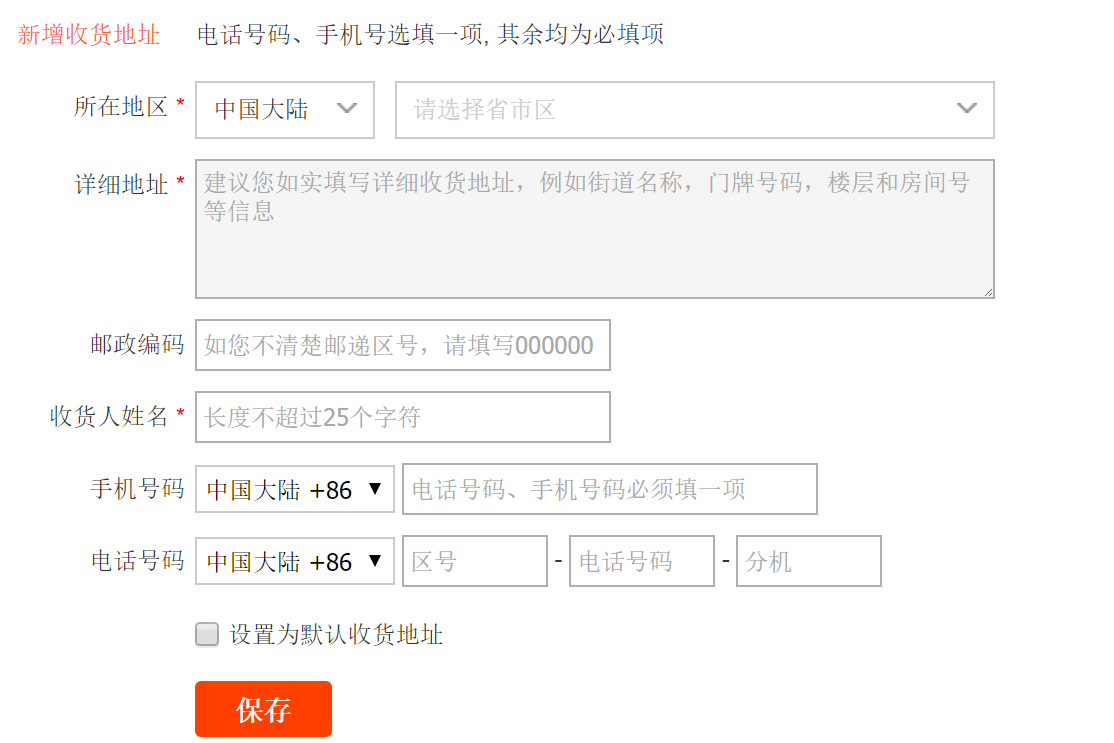 新增收货地址 电话号码、手机号选填一项, 其余均为必填项
所在地区 * 中国大陆 请选择省市区
详细地址 * 建议您如实填写详细收货地址，例如街道名称，门牌号码，楼层和房间号
等信息
邮政编码 如您不清楚邮递区号，请填写000000
收货人姓名 * 长度不超过25个字符
手机号码 中国大陆 +86 电话号码、手机号码必须填一项
电话号码 中国大陆 +86 区号 - 电话号码 - 分机
设置为默认收货地址
保存